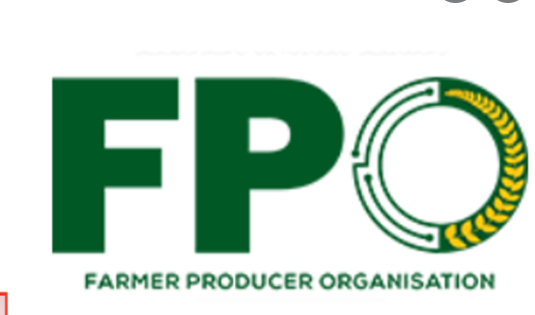 FPO
FARMER PRODUCER ORGANISATION